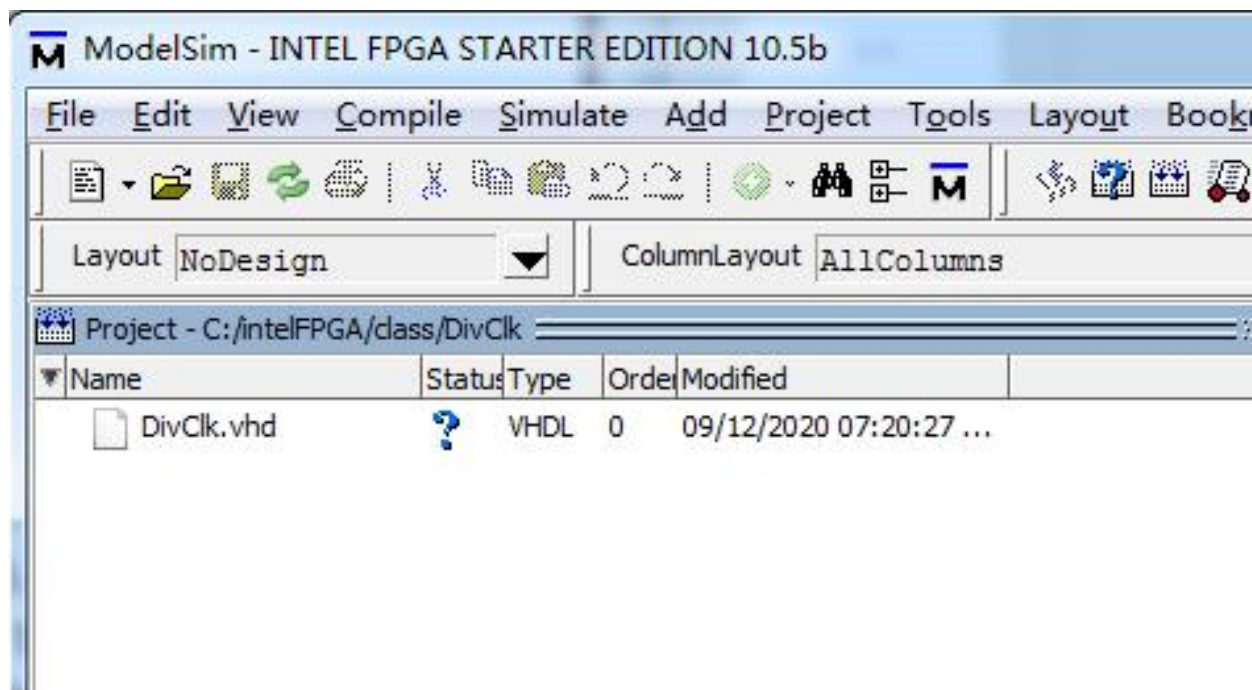 ModelSim - INTEL FPGA STARTER EDITION 10.5b
File Edit View Compile Simulate Add Project Tools Layout Book
Layout NoDesign ColumnLayout AllColumns
Project - C:/intelFPGA/class/DivClk
Name Status Type Order Modified
DivClk.vhd VHDL 0 09/12/2020 07:20:27 ...